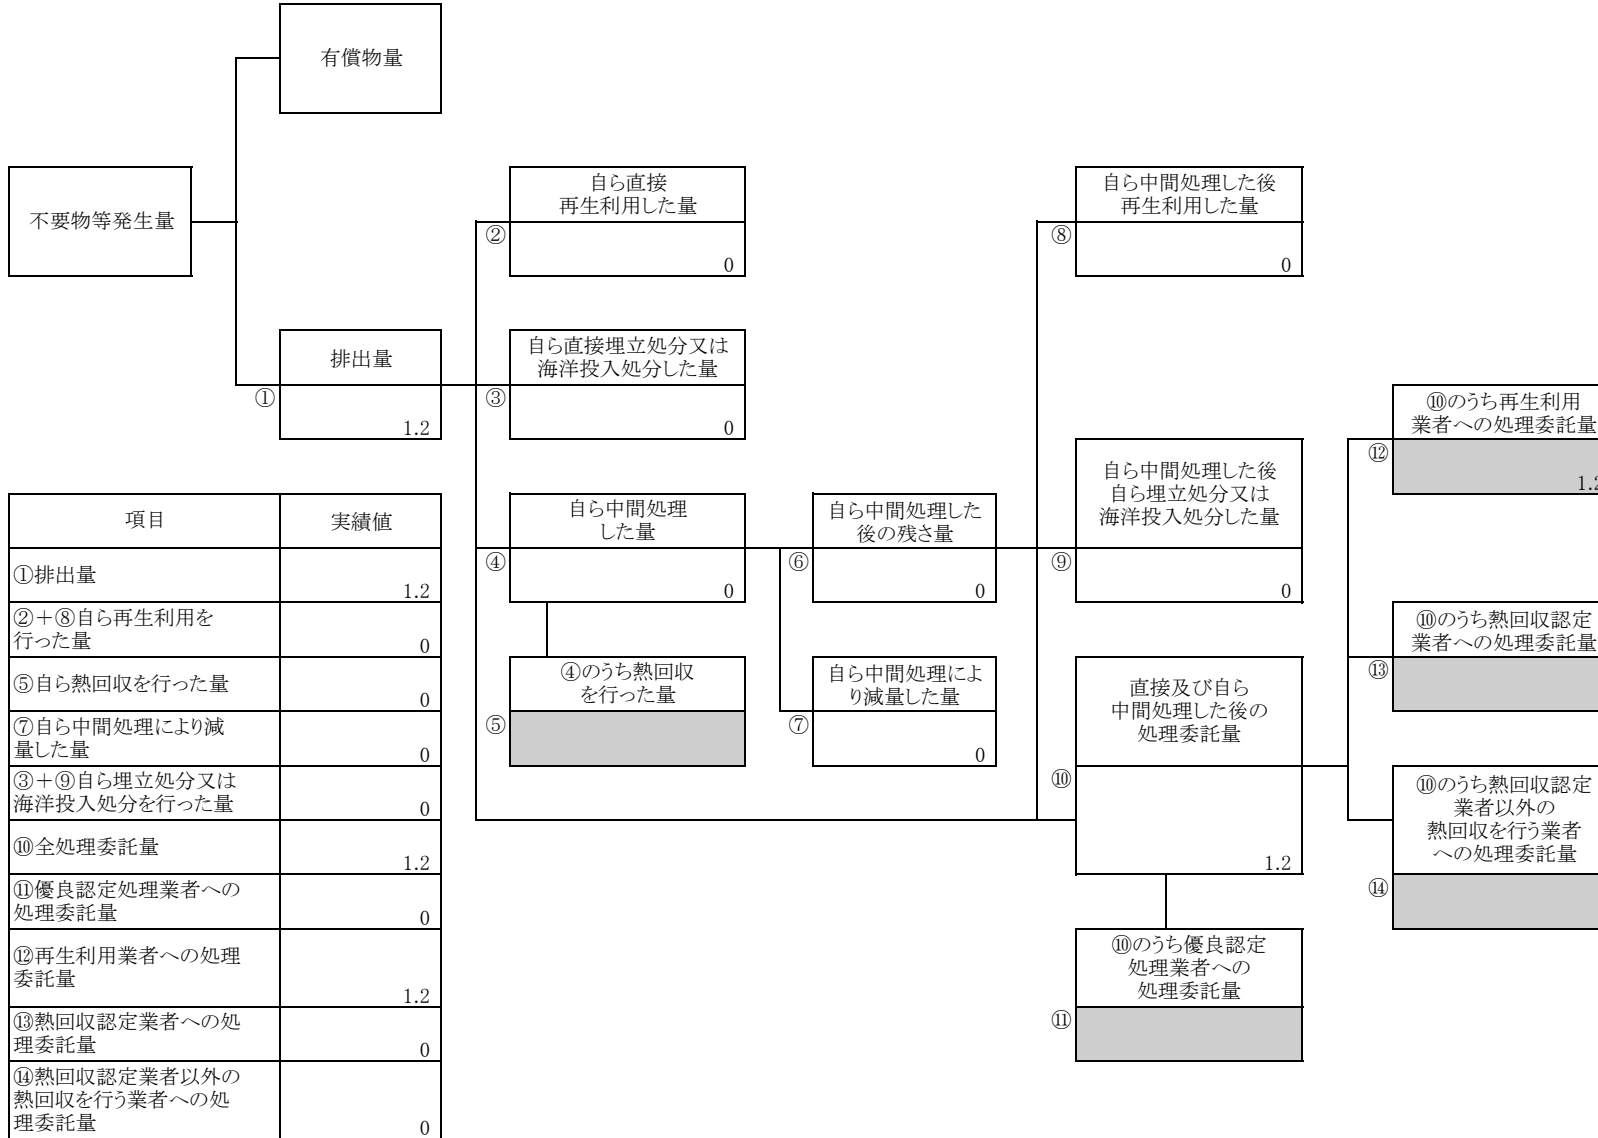 有償物量
不要物等発生量
自ら直接
再生利用した量
②
0
自ら中間処理した後
再生利用した量
⑧
0
排出量
①
1.2
自ら直接埋立処分又は
海洋投入処分した量
③
0
⑩のうち再生利用
業者への処理委託量
⑫
1.2
自ら中間処理した後
自ら埋立処分又は
海洋投入処分した量
⑨
0
自ら中間処理
した量
④
0
自ら中間処理した
後の残さ量
⑥
0
④のうち熱回収
を行った量
⑤
自ら中間処理によ
り減量した量
⑦
0
直接及び自ら
中間処理した後の
処理委託量
⑩
1.2
⑩のうち熱回収認定
業者への処理委託量
⑬
⑩のうち熱回収認定
業者以外の
熱回収を行う業者
への処理委託量
⑭
⑩のうち優良認定
処理業者への
処理委託量
⑪
項目
実績値
①排出量
1.2
②＋⑧自ら再生利用を
行った量
0
⑤自ら熱回収を行った量
0
⑦自ら中間処理により減
量した量
0
③＋⑨自ら埋立処分又は
海洋投入処分を行った量
0
⑩全処理委託量
1.2
⑪優良認定処理業者への
処理委託量
0
⑫再生利用業者への処理
委託量
1.2
⑬熱回収認定業者への処
理委託量
0
⑭熱回収認定業者以外の
熱回収を行う業者への処
理委託量
0